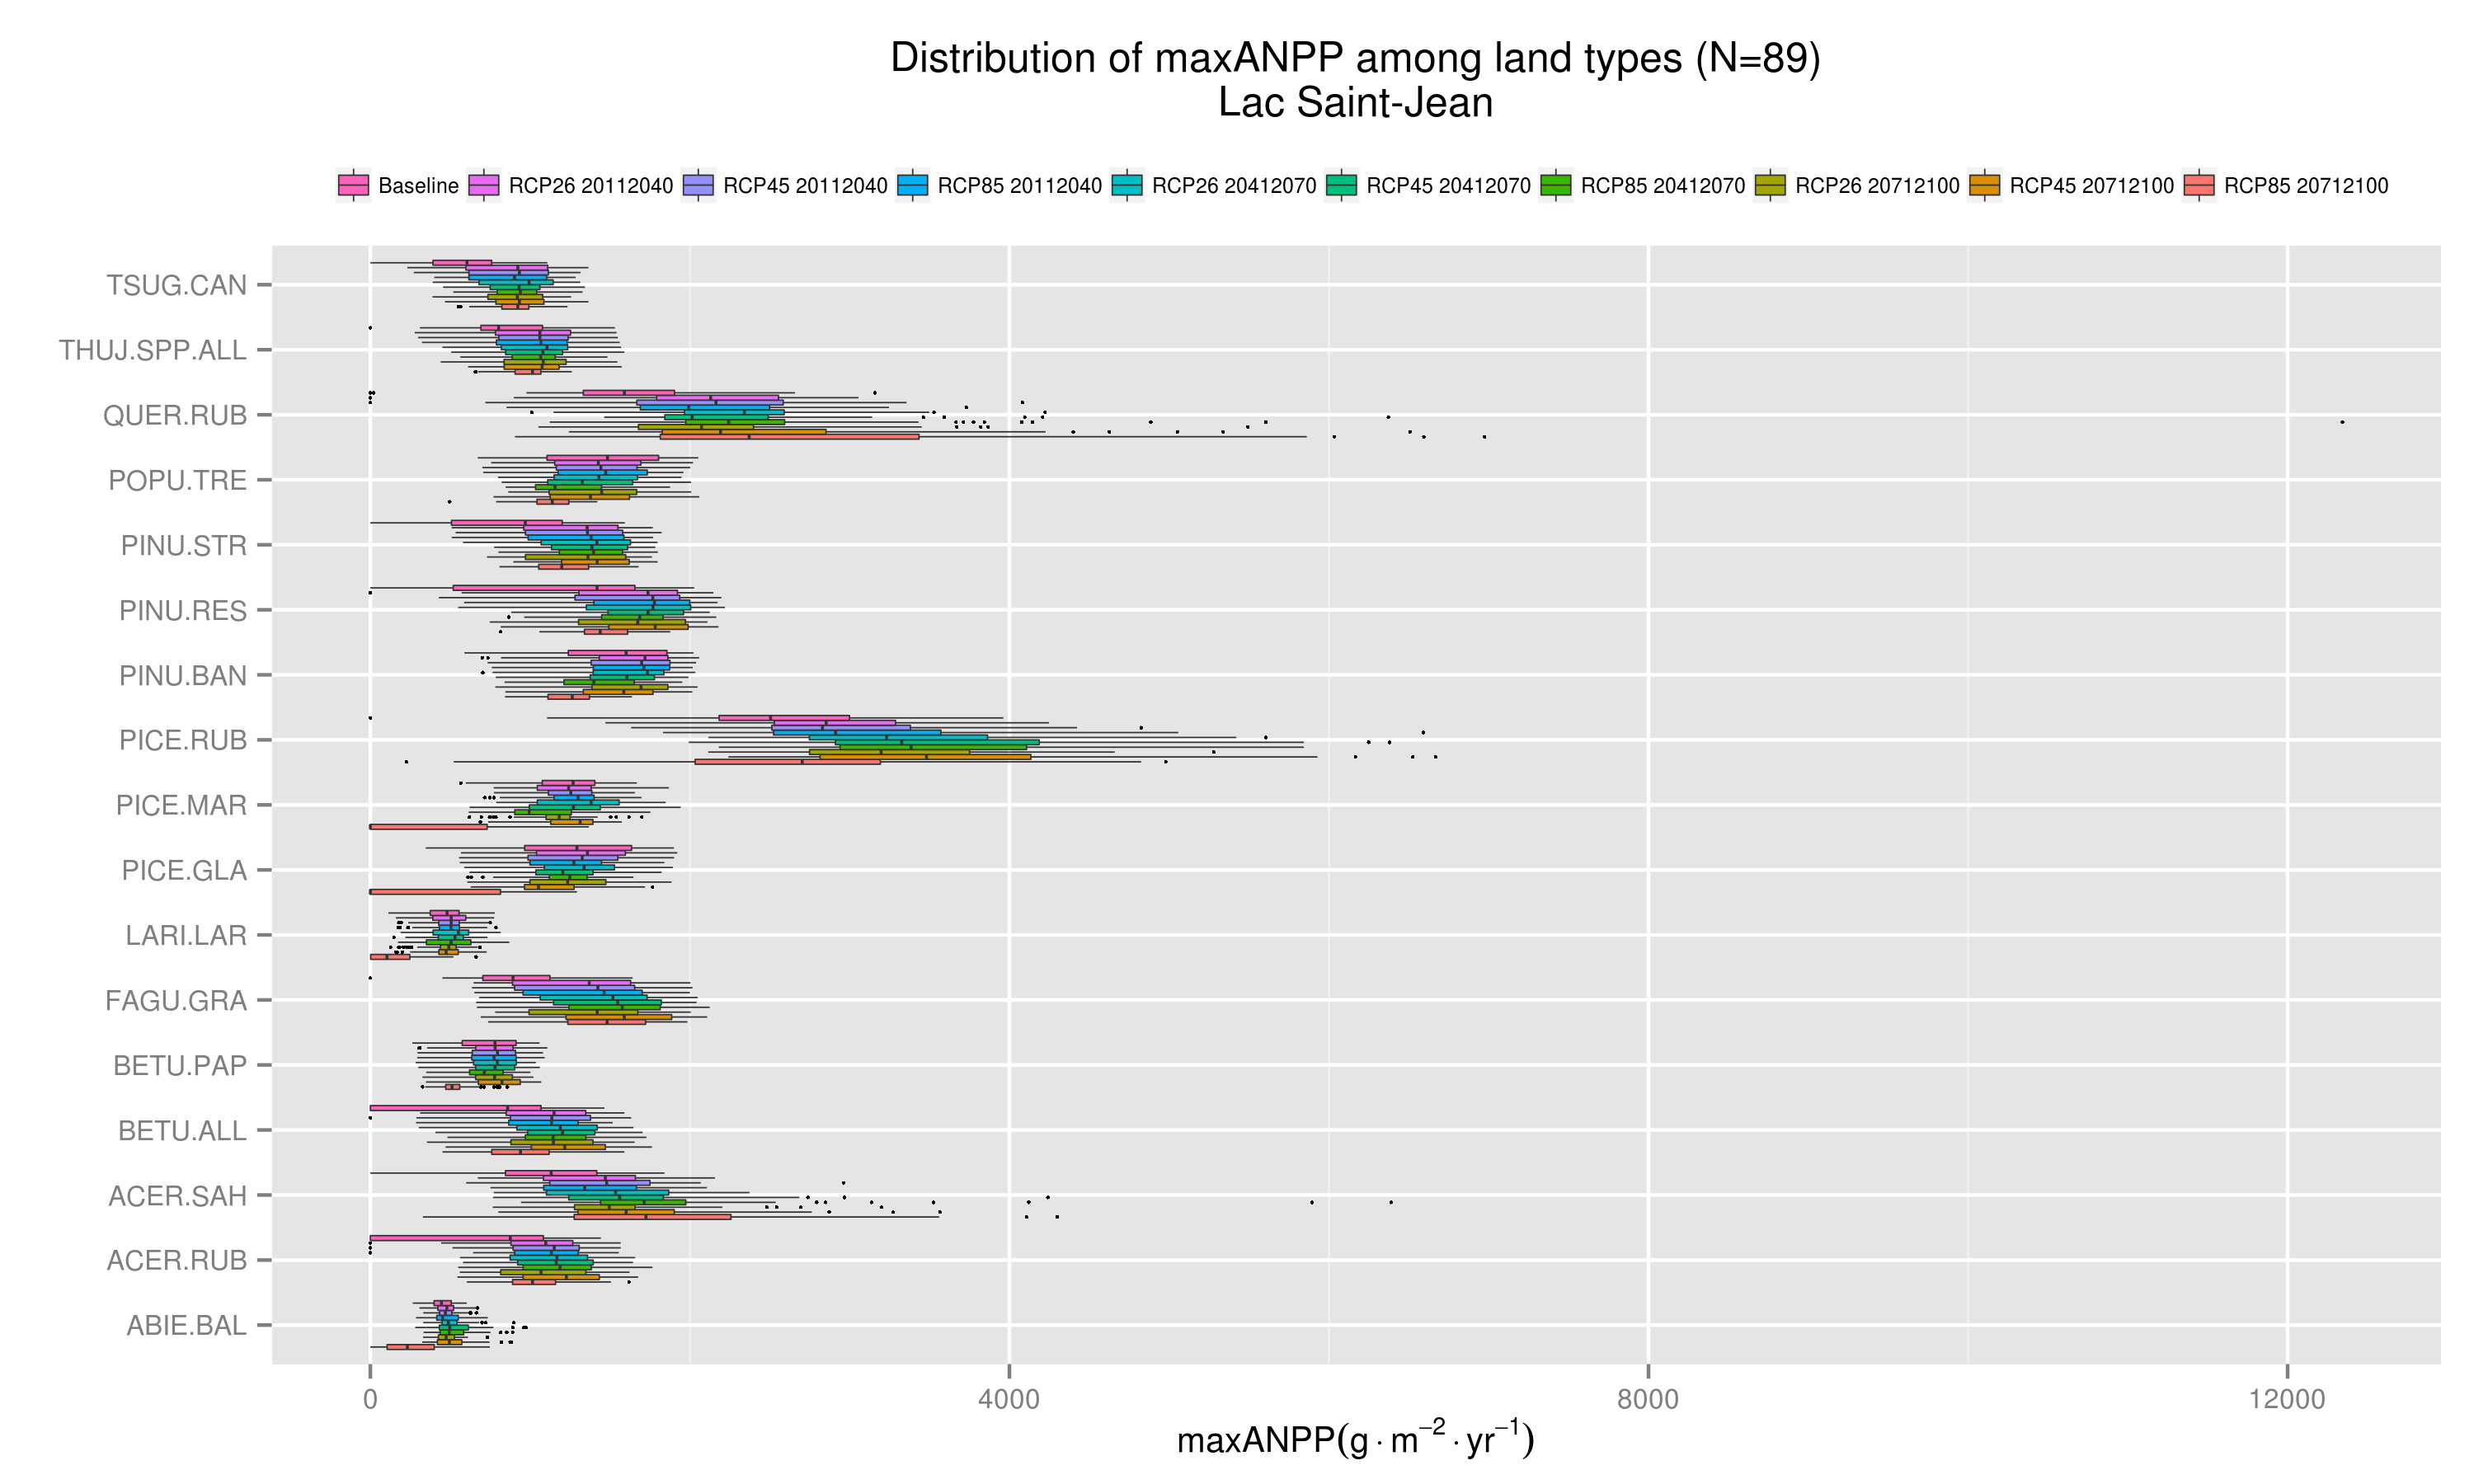 Distribution of maxANPP among land types (N=89)
Lac Saint-Jean
Baseline RCP26 20112040 RCP45 20112040 RCP85 20112040 RCP26 20412070 RCP45 20412070 RCP85 20412070 RCP26 20712100 RCP45 20712100 RCP85 20712100
TSUG.CAN
THUJ.SPP.ALL
QUER.RUB
POPU.TRE
PINU.STR
PINU.RES
PINU.BAN
PICE.RUB
PICE.MAR
PICE.GLA
LARI.LAR
FAGU.GRA
BETU.PAP
BETU.ALL
ACER.SAH
ACER.RUB
ABIE.BAL
0 4000 8000 12000
maxANPP(g·m⁻²·yr⁻¹)